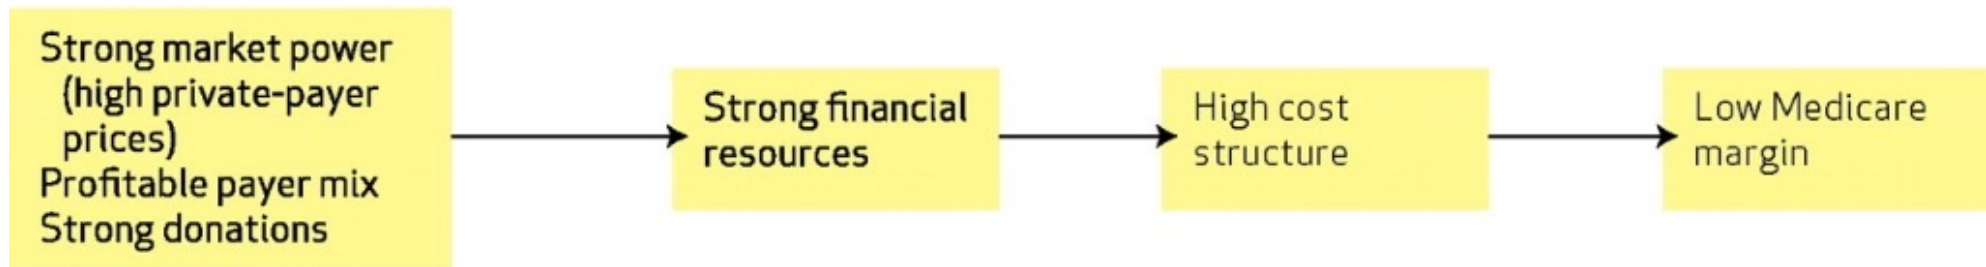 Strong market power
(high private-payer
prices)
Profitable payer mix
Strong donations
Strong financial
resources
High cost
structure
Low Medicare
margin